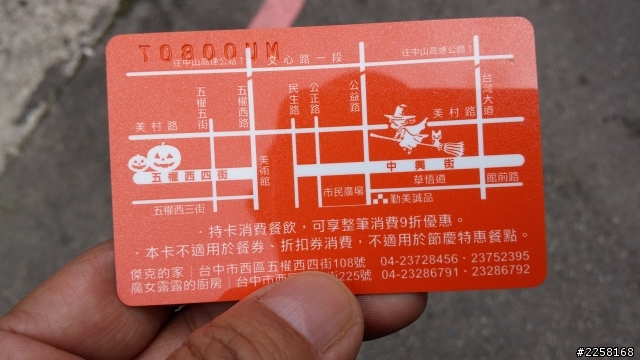 T0800UM
往中山高速公路↑
文心路一段
往中山高速公路↑
五權五街
五權西路
民生路
公正路
公益路
台灣大道
美村路
美村路
美術館
五權西四街
中興街
草悟道
館前路
市民廣場
勤美誠品
五權西三街
·持卡消費餐飲，可享整筆消費9折優惠。
·本卡不適用於餐券、折扣券消費，不適用於節慶特惠餐點。
傑克的家｜台中市西區五權西四街108號 04-23728456·23752395
魔女露露的廚房｜台中市西 街225號 04-23286791·23286792
#2258168